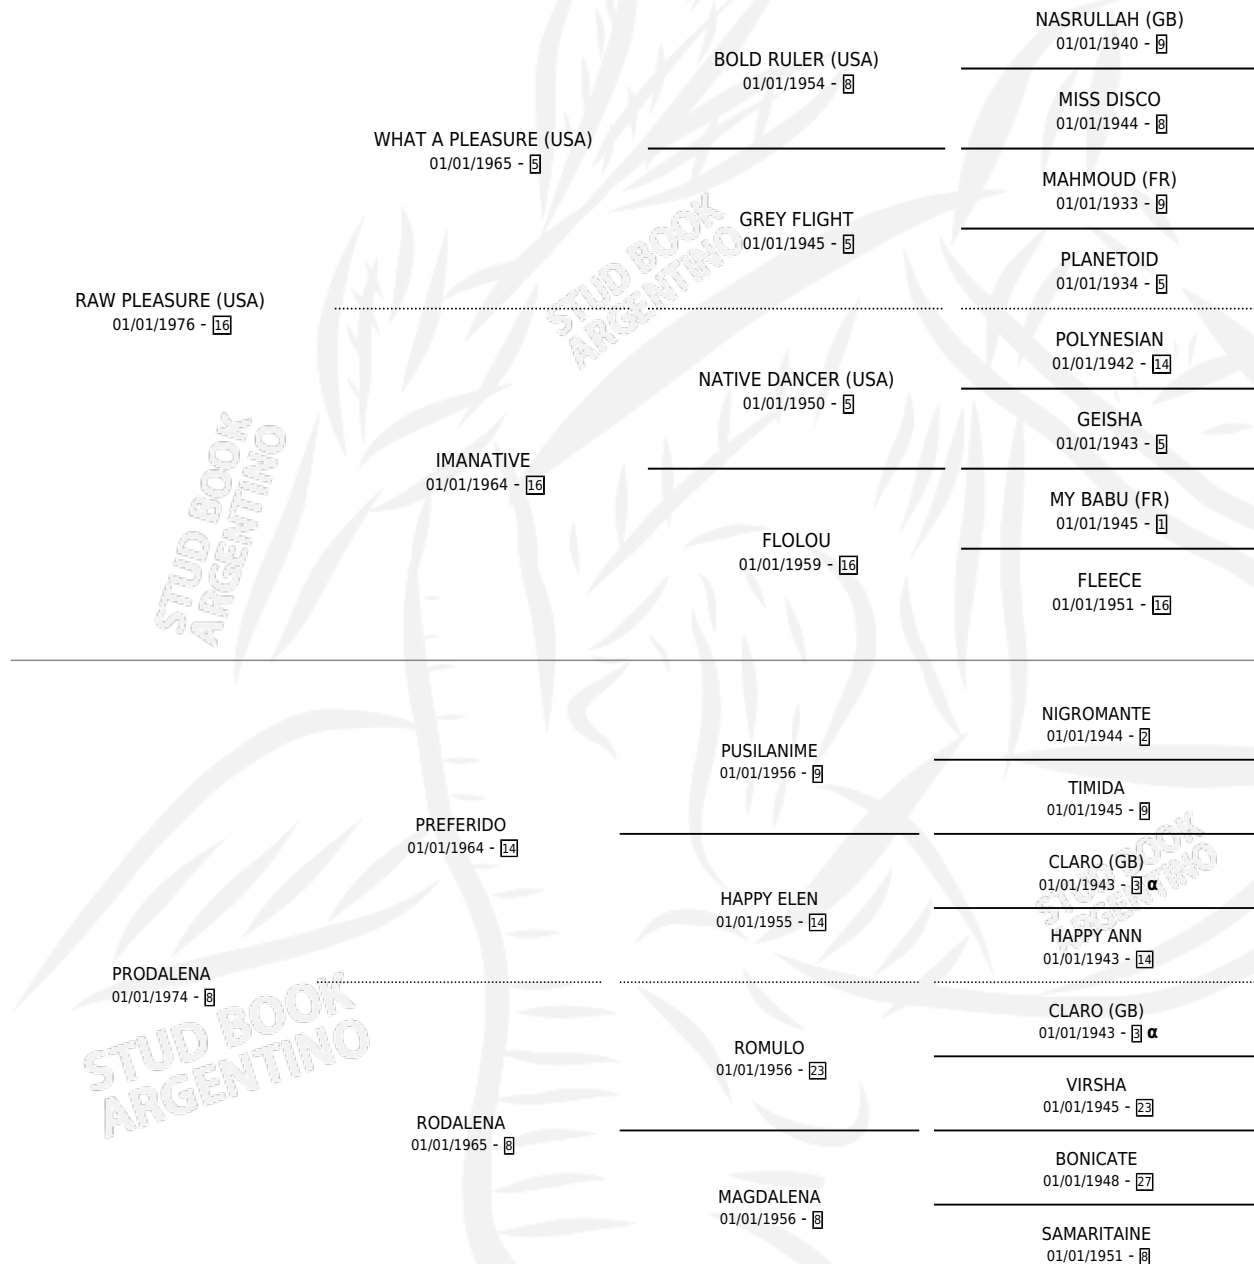 NASRULLAH (GB)
01/01/1940 - 9
BOLD RULER (USA)
01/01/1954 - 8
MISS DISCO
01/01/1944 - 8
WHAT A PLEASURE (USA)
01/01/1965 - 5
MAHMOUD (FR)
01/01/1933 - 9
GREY FLIGHT
01/01/1945 - 5
PLANETOID
01/01/1934 - 5
RAW PLEASURE (USA)
01/01/1976 - 16
POLYNESIAN
01/01/1942 - 14
NATIVE DANCER (USA)
01/01/1950 - 5
GEISHA
01/01/1943 - 5
IMANATIVE
01/01/1964 - 16
MY BABU (FR)
01/01/1945 - 1
FLOLOU
01/01/1959 - 16
FLEECE
01/01/1951 - 16
NIGROMANTE
01/01/1944 - 2
PUSILANIME
01/01/1956 - 9
TIMIDA
01/01/1945 - 9
PREFERIDO
01/01/1964 - 14
CLARO (GB)
01/01/1943 - 3 α
HAPPY ELEN
01/01/1955 - 14
HAPPY ANN
01/01/1943 - 14
PRODALENA
01/01/1974 - 8
CLARO (GB)
01/01/1943 - 3 α
ROMULO
01/01/1956 - 23
VIRSHA
01/01/1945 - 23
RODALENA
01/01/1965 - 8
BONICATE
01/01/1948 - 27
MAGDALENA
01/01/1956 - 8
SAMARITAINE
01/01/1951 - 8
STUD BOOK
ARGENTINO
STUD BOOK
ARGENTINO
STUD BOOK
ARGENTINO
STUD BOOK
ARGENTINO